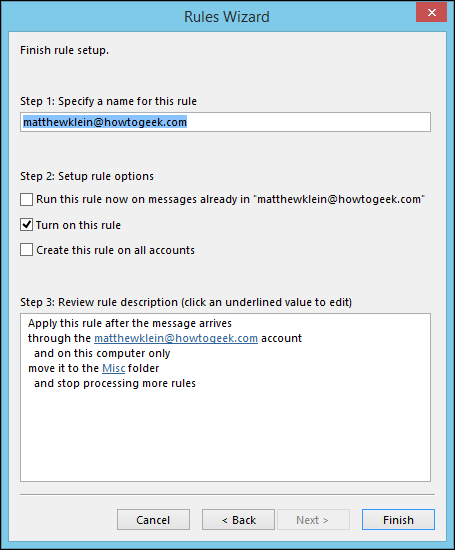 Rules Wizard
Finish rule setup.
Step 1: Specify a name for this rule
matthewklein@howtogeek.com
Step 2: Setup rule options
Run this rule now on messages already in "matthewklein@howtogeek.com"
Turn on this rule
Create this rule on all accounts
Step 3: Review rule description (click an underlined value to edit)
Apply this rule after the message arrives
through the matthewklein@howtogeek.com account
and on this computer only
move it to the Misc folder
and stop processing more rules
Cancel < Back Next > Finish